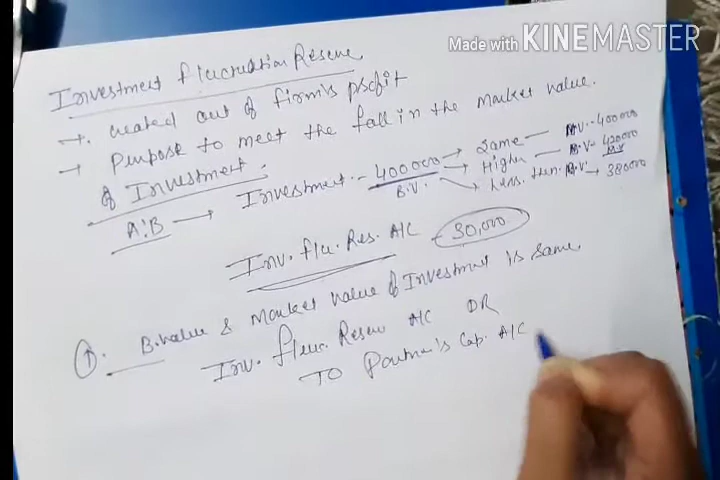 Made with KINEMASTER
Investment fluctuation Reserve
→ created out of firm's profit
→ Purpose to meet the fall in the market value
of Investment.
A:B → Investment - 400000 → Same - M.V. - 400000
B.V. Higher - M.V - 420000
Less then B.V → 380000
M.V
Inv. flu. Res. A/C - 30,000
(1). B.value & Market value of Investment is same.
Inv. fluc. Reserve A/C DR
TO Partner's Cap. A/C